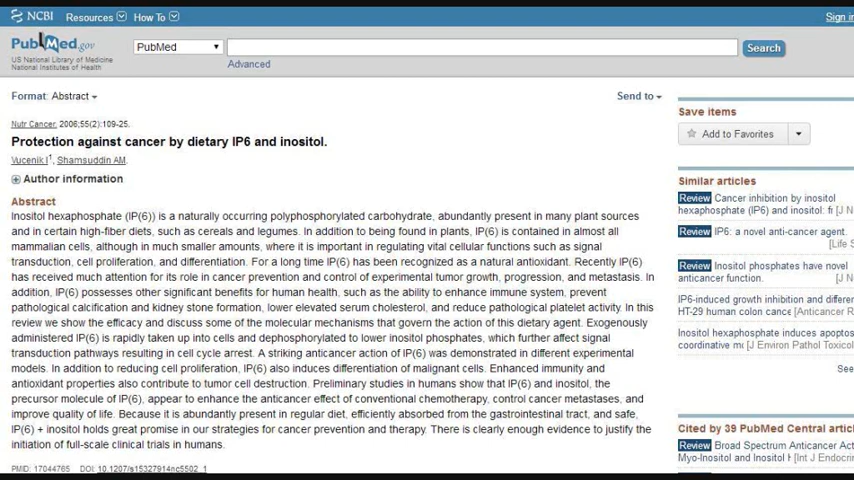 NCBI Resources How To Sign in
PubMed.gov
US National Library of Medicine
National Institutes of Health
PubMed
Search
Advanced
Format: Abstract
Send to
Nutr Cancer. 2006;55(2):109-25.
Protection against cancer by dietary IP6 and inositol.
Vucenik I1, Shamsuddin AM.
Author information
Abstract
Inositol hexaphosphate (IP(6)) is a naturally occurring polyphosphorylated carbohydrate, abundantly present in many plant sources
and in certain high-fiber diets, such as cereals and legumes. In addition to being found in plants, IP(6) is contained in almost all
mammalian cells, although in much smaller amounts, where it is important in regulating vital cellular functions such as signal
transduction, cell proliferation, and differentiation. For a long time IP(6) has been recognized as a natural antioxidant. Recently IP(6)
has received much attention for its role in cancer prevention and control of experimental tumor growth, progression, and metastasis. In
addition, IP(6) possesses other significant benefits for human health, such as the ability to enhance immune system, prevent
pathological calcification and kidney stone formation, lower elevated serum cholesterol, and reduce pathological platelet activity. In this
review we show the efficacy and discuss some of the molecular mechanisms that govern the action of this dietary agent. Exogenously
administered IP(6) is rapidly taken up into cells and dephosphorylated to lower inositol phosphates, which further affect signal
transduction pathways resulting in cell cycle arrest. A striking anticancer action of IP(6) was demonstrated in different experimental
models. In addition to reducing cell proliferation, IP(6) also induces differentiation of malignant cells. Enhanced immunity and
antioxidant properties also contribute to tumor cell destruction. Preliminary studies in humans show that IP(6) and inositol, the
precursor molecule of IP(6), appear to enhance the anticancer effect of conventional chemotherapy, control cancer metastases, and
improve quality of life. Because it is abundantly present in regular diet, efficiently absorbed from the gastrointestinal tract, and safe,
IP(6) + inositol holds great promise in our strategies for cancer prevention and therapy. There is clearly enough evidence to justify the
initiation of full-scale clinical trials in humans.
PMID: 17044765 DOI: 10.1207/s15327914nc5502_1
Save items
Add to Favorites
Similar articles
Review Cancer inhibition by inositol
hexaphosphate (IP6) and inositol: f
Review IP6: a novel anti-cancer agent.
[Life S
Review Inositol phosphates have novel
anticancer function. [J N
IP6-induced growth inhibition and differe
HT-29 human colon canc [Anticancer R
Inositol hexaphosphate induces apoptos
coordinative m [J Environ Pathol Toxicol
See
Cited by 39 PubMed Central artic
Review Broad Spectrum Anticancer Act
Myo-Inositol and Inositol H [Int J Endocri
Review